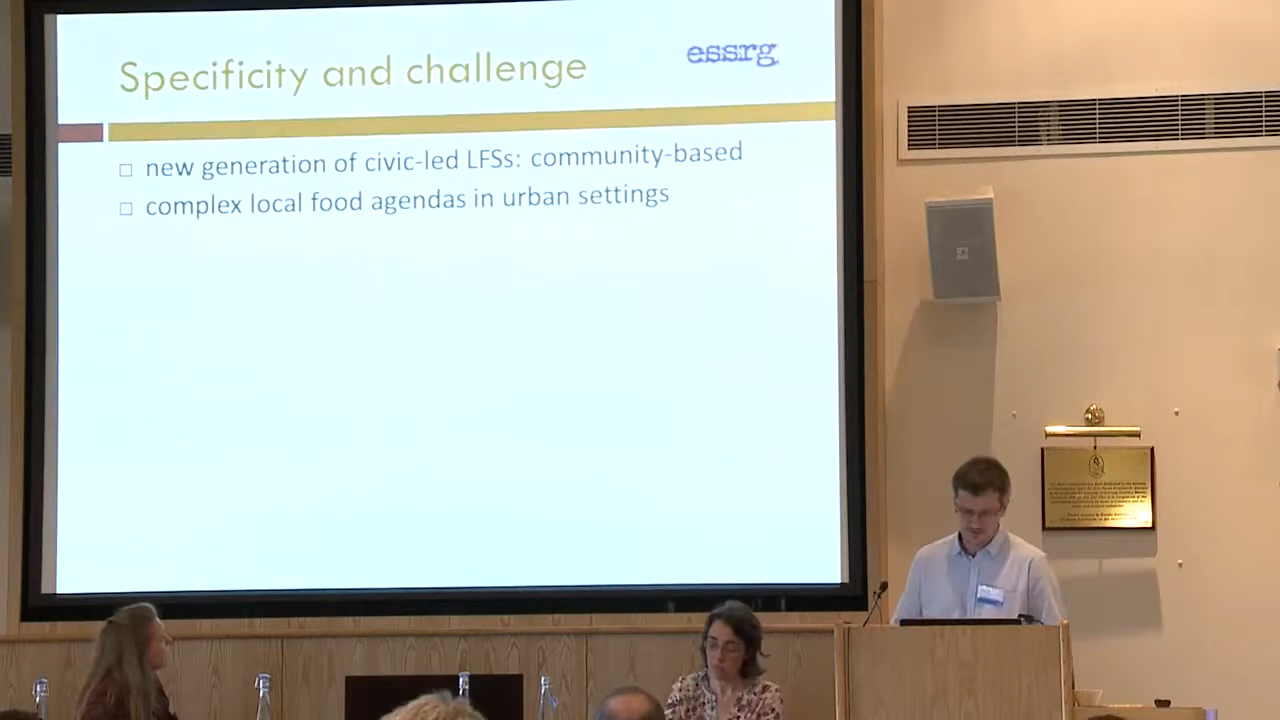 Specificity and challenge
essrg
new generation of civic-led LFSs: community-based
complex local food agendas in urban settings